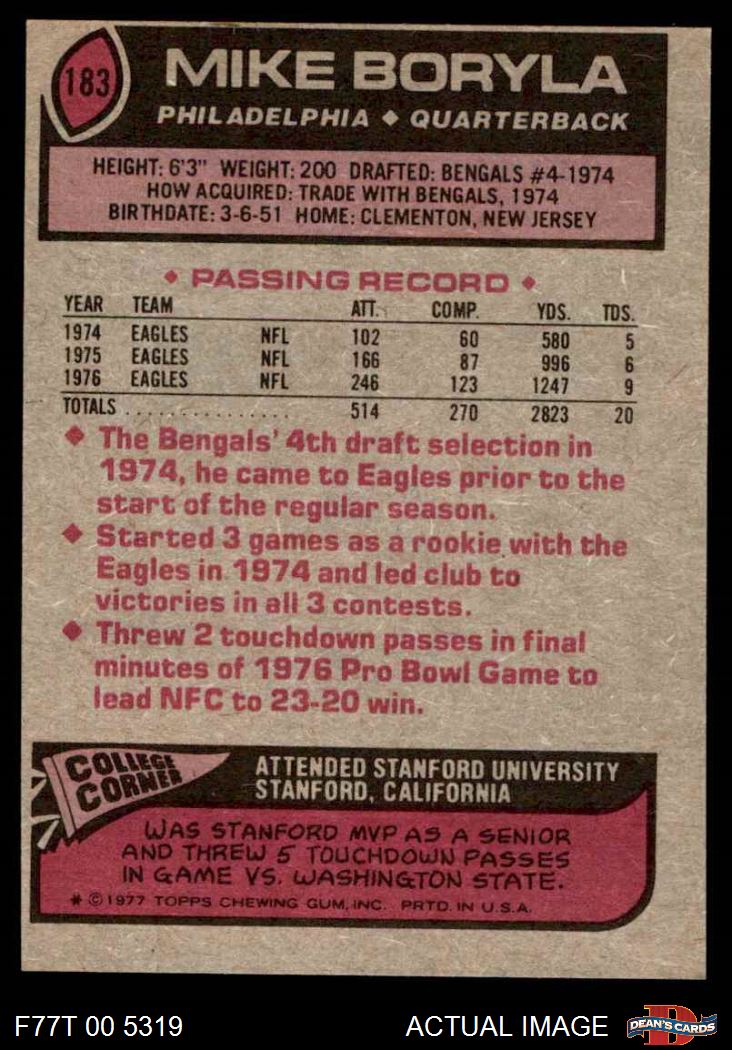 183
MIKE BORYLA
PHILADELPHIA ◆ QUARTERBACK
HEIGHT: 6'3" WEIGHT: 200 DRAFTED: BENGALS #4-1974
HOW ACQUIRED: TRADE WITH BENGALS, 1974
BIRTHDATE: 3-6-51 HOME: CLEMENTON, NEW JERSEY
◆ PASSING RECORD ◆
YEAR TEAM ATT. COMP. YDS. TDS.
1974 EAGLES NFL 102 60 580 5
1975 EAGLES NFL 166 87 996 6
1976 EAGLES NFL 246 123 1247 9
TOTALS . . . . . . . . . . . . . . . 514 270 2823 20
◆ The Bengals' 4th draft selection in
1974, he came to Eagles prior to the
start of the regular season.
◆ Started 3 games as a rookie with the
Eagles in 1974 and led club to
victories in all 3 contests.
◆ Threw 2 touchdown passes in final
minutes of 1976 Pro Bowl Game to
lead NFC to 23-20 win.
COLLEGE
CORNER
ATTENDED STANFORD UNIVERSITY
STANFORD, CALIFORNIA
WAS STANFORD MVP AS A SENIOR
AND THREW 5 TOUCHDOWN PASSES
IN GAME VS. WASHINGTON STATE.
* © 1977 TOPPS CHEWING GUM, INC. PRTD. IN U.S.A.
F77T 00 5319
ACTUAL IMAGE
D
DEAN'S CARDS